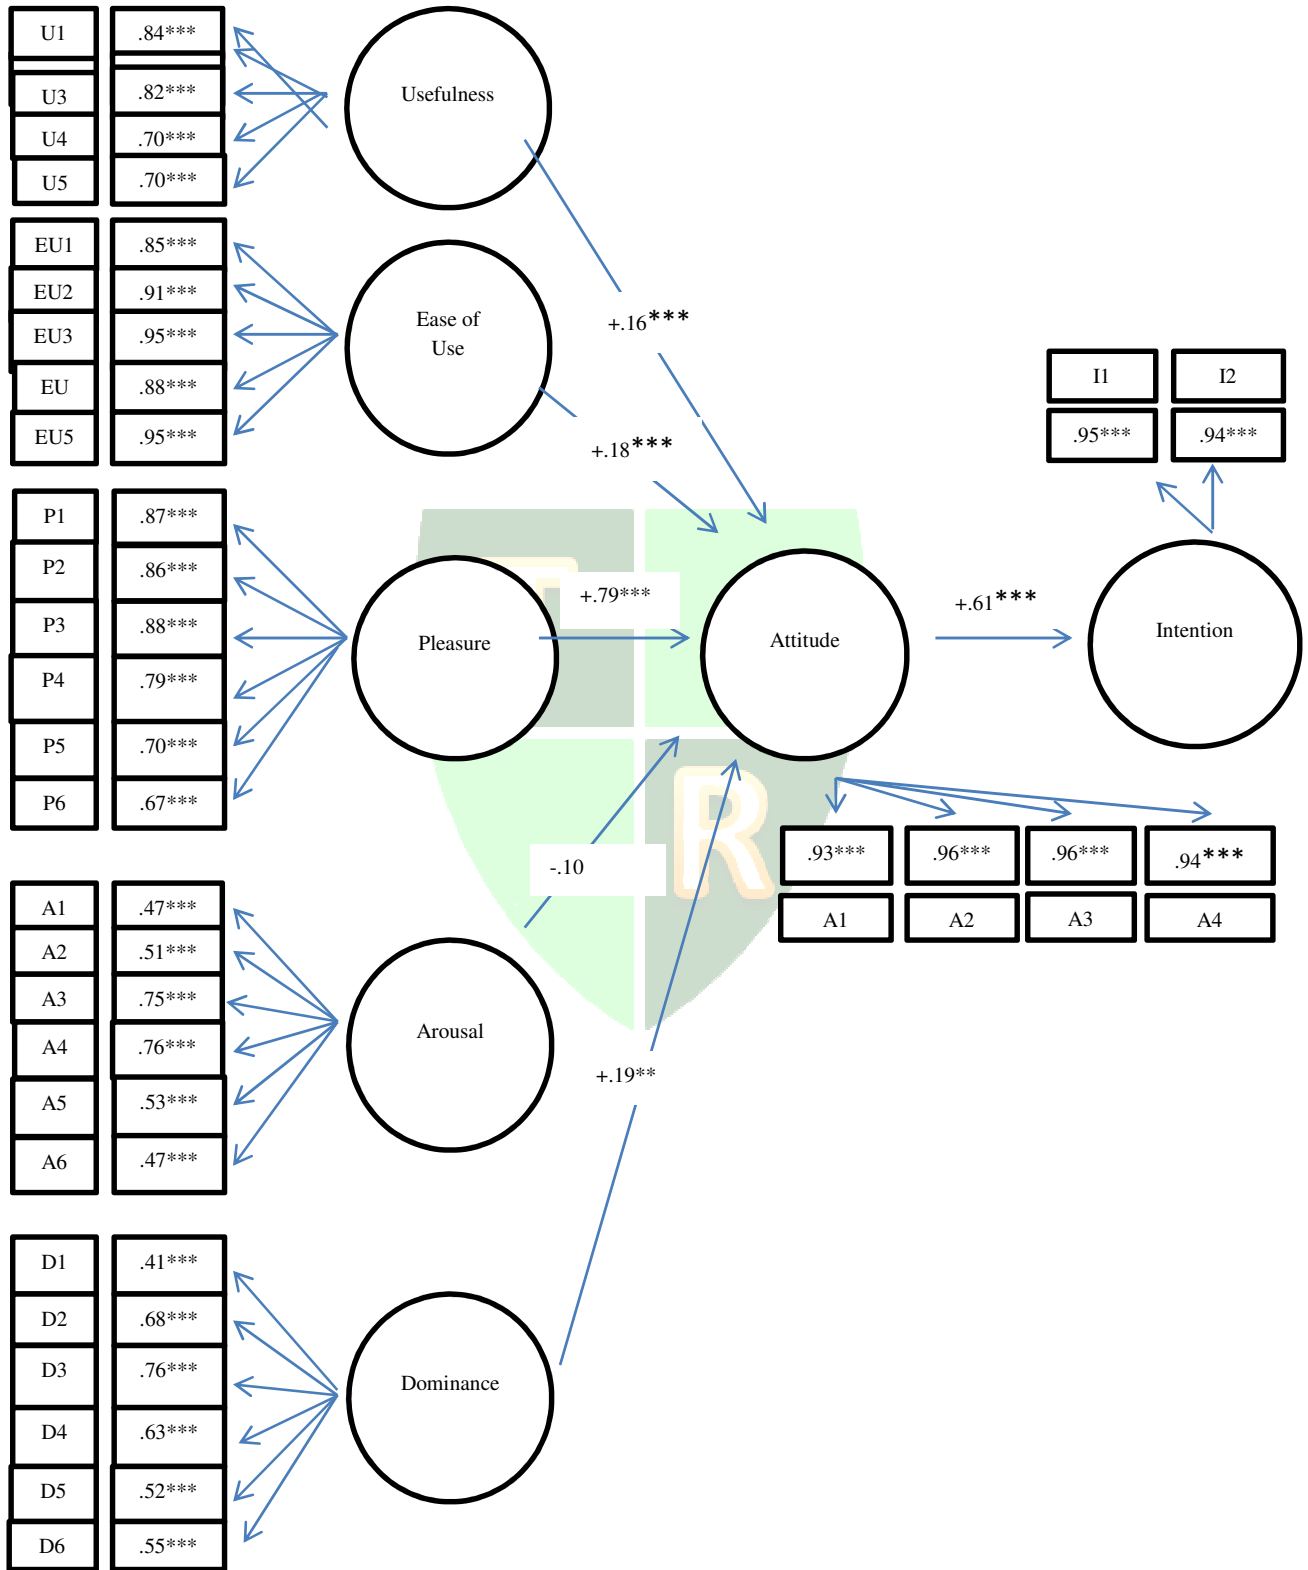 U1 .84***
U3 .82***
U4 .70***
U5 .70***
Usefulness
EU1 .85***
EU2 .91***
EU3 .95***
EU .88***
EU5 .95***
Ease of
Use
+.16***
+.18***
I1 I2
.95*** .94***
P1 .87***
P2 .86***
P3 .88***
P4 .79***
P5 .70***
P6 .67***
Pleasure
+.79***
Attitude
+.61***
Intention
R
.93*** .96*** .96*** .94***
A1 A2 A3 A4
-.10
A1 .47***
A2 .51***
A3 .75***
A4 .76***
A5 .53***
A6 .47***
Arousal
+.19**
D1 .41***
D2 .68***
D3 .76***
D4 .63***
D5 .52***
D6 .55***
Dominance